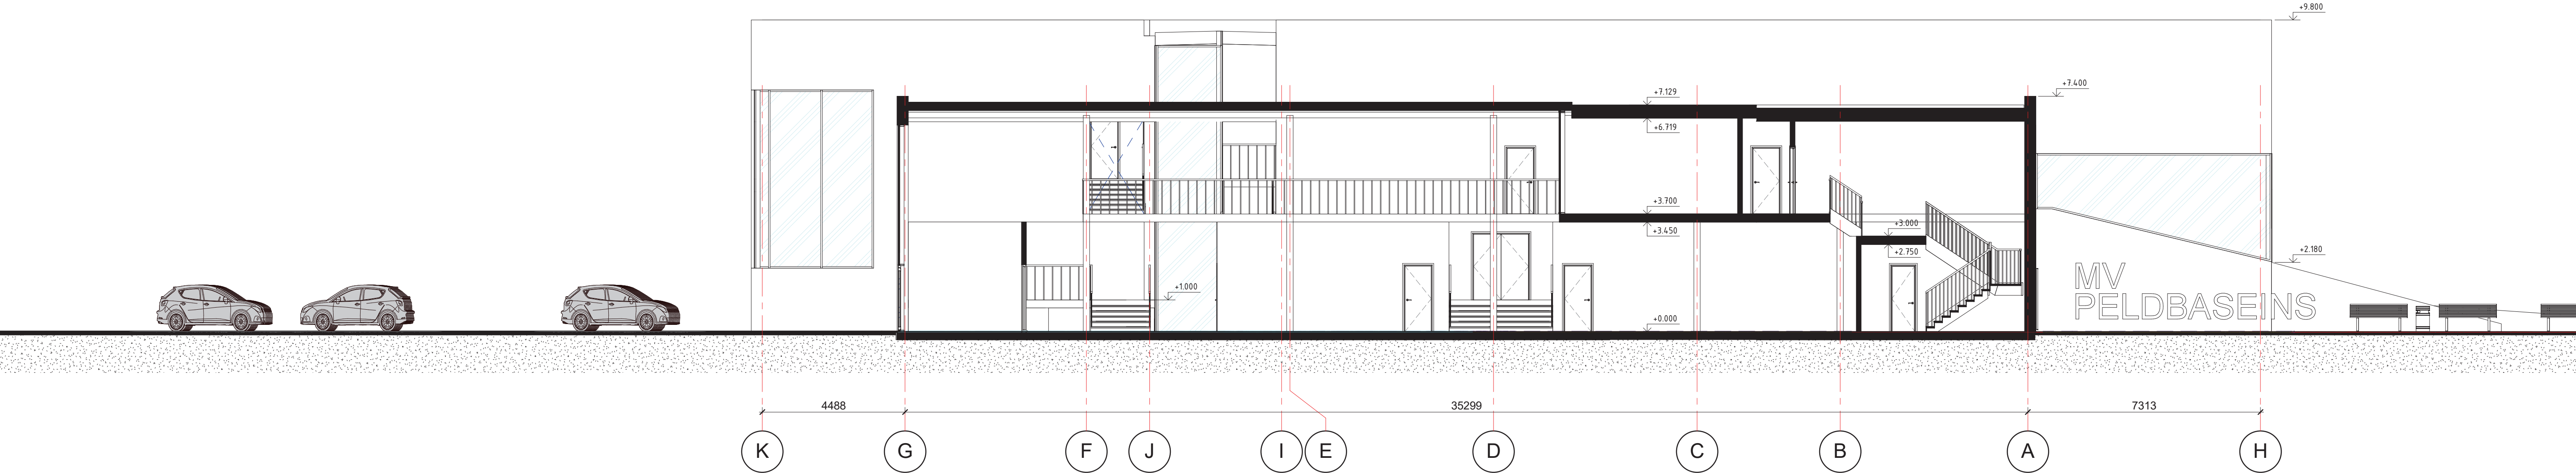 +9.800
+7.400
+7.129
+6.719
+3.700
+3.450
+3.000
+2.750
+2.180
+1.000
+0.000
MV
PELDBASEINS
4488 35299 7313
K G F J I E D C B A H